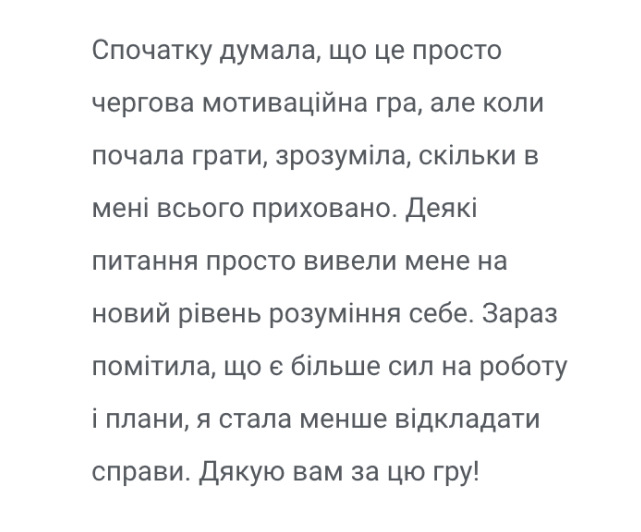 Спочатку думала, що це просто
чергова мотиваційна гра, але коли
почала грати, зрозуміла, скільки в
мені всього приховано. Деякі
питання просто вивели мене на
новий рівень розуміння себе. Зараз
помітила, що є більше сил на роботу
і плани, я стала менше відкладати
справи. Дякую вам за цю гру!